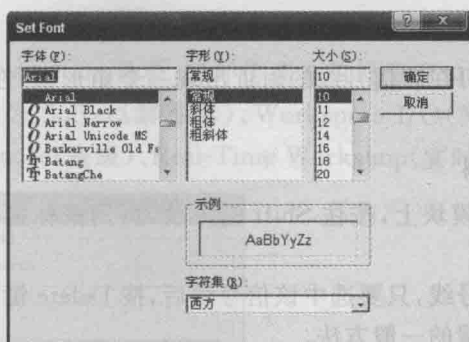 Set Font
字体(F):
字形(Y):
大小(S):
Arial
常规
10
确定
取消
Arial
Arial Black
Arial Narrow
Arial Unicode MS
Baskerville Old Fa
Batang
BatangChe
常规
斜体
粗体
粗斜体
10
11
12
14
16
18
20
示例
AaBbYyZz
字符集(R):
西方